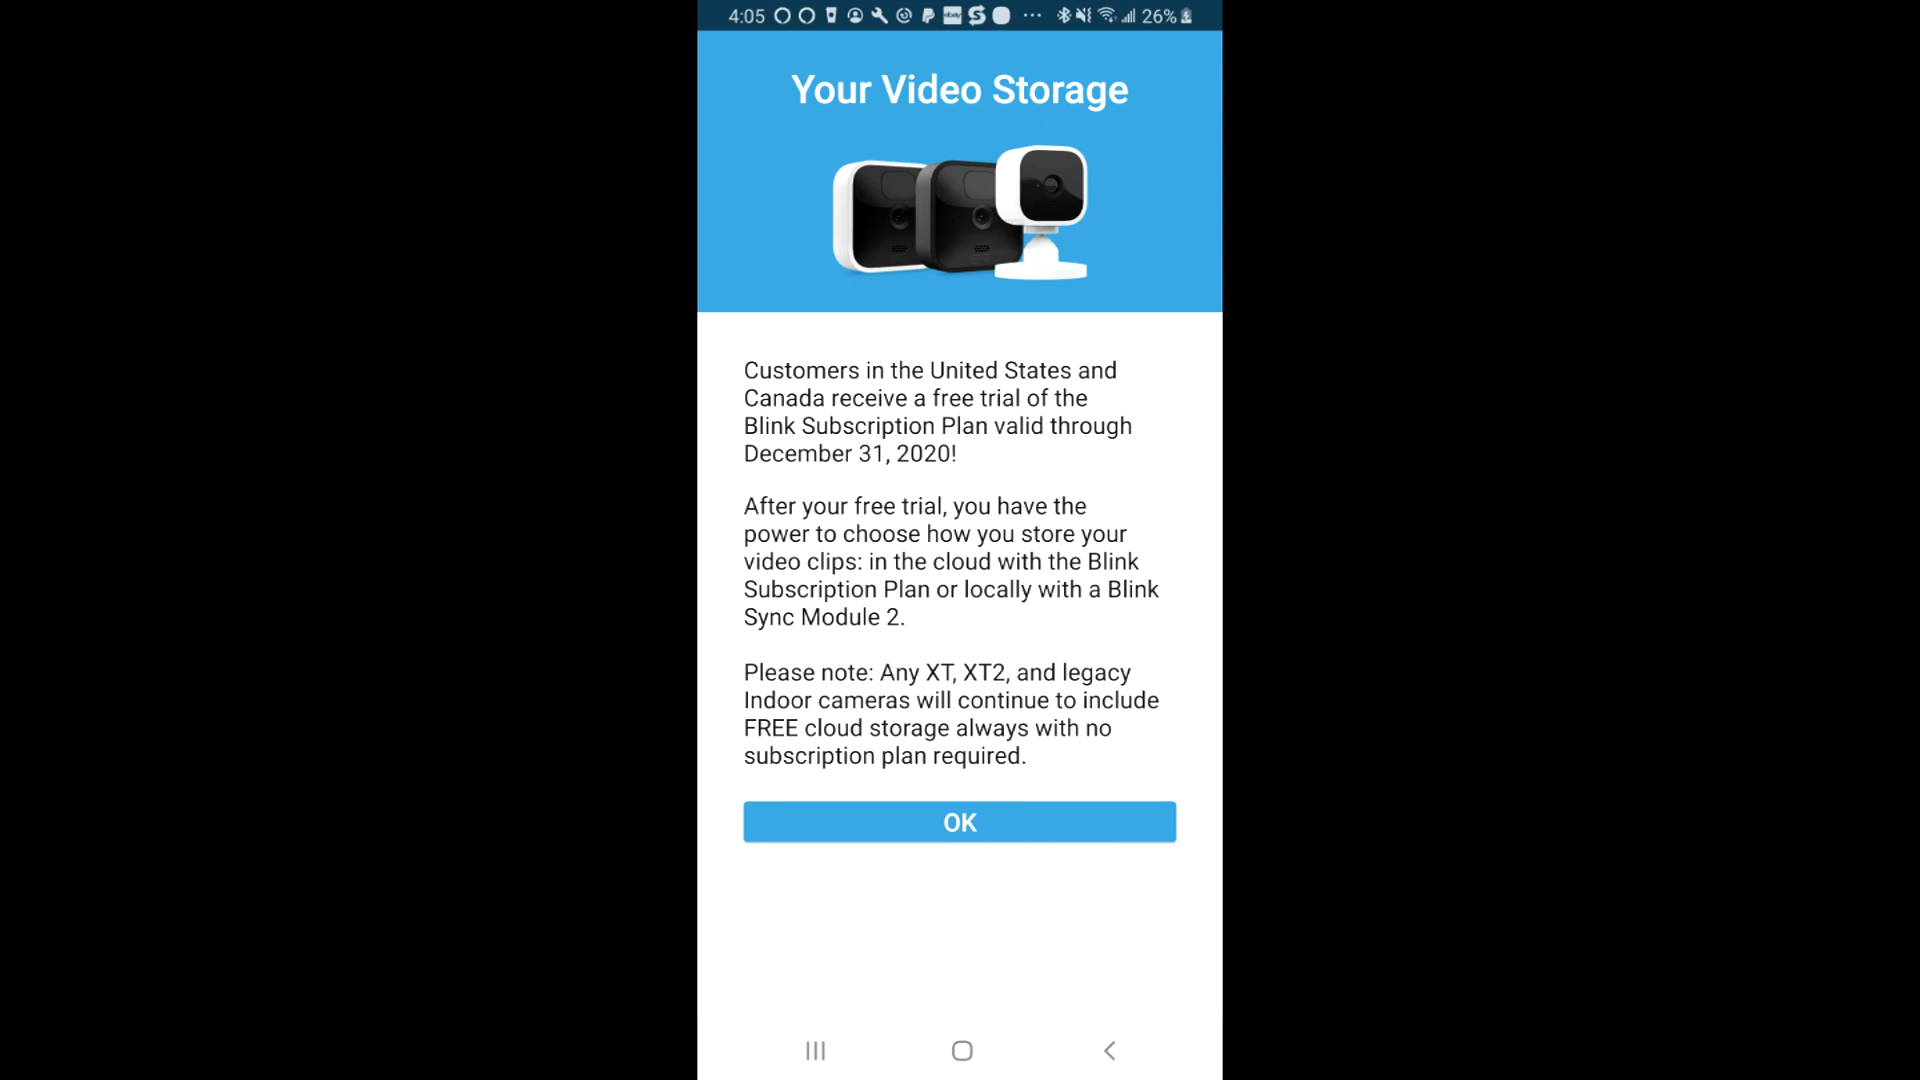 4:05 ebay 26%
Your Video Storage
Customers in the United States and
Canada receive a free trial of the
Blink Subscription Plan valid through
December 31, 2020!
After your free trial, you have the
power to choose how you store your
video clips: in the cloud with the Blink
Subscription Plan or locally with a Blink
Sync Module 2.
Please note: Any XT, XT2, and legacy
Indoor cameras will continue to include
FREE cloud storage always with no
subscription plan required.
OK